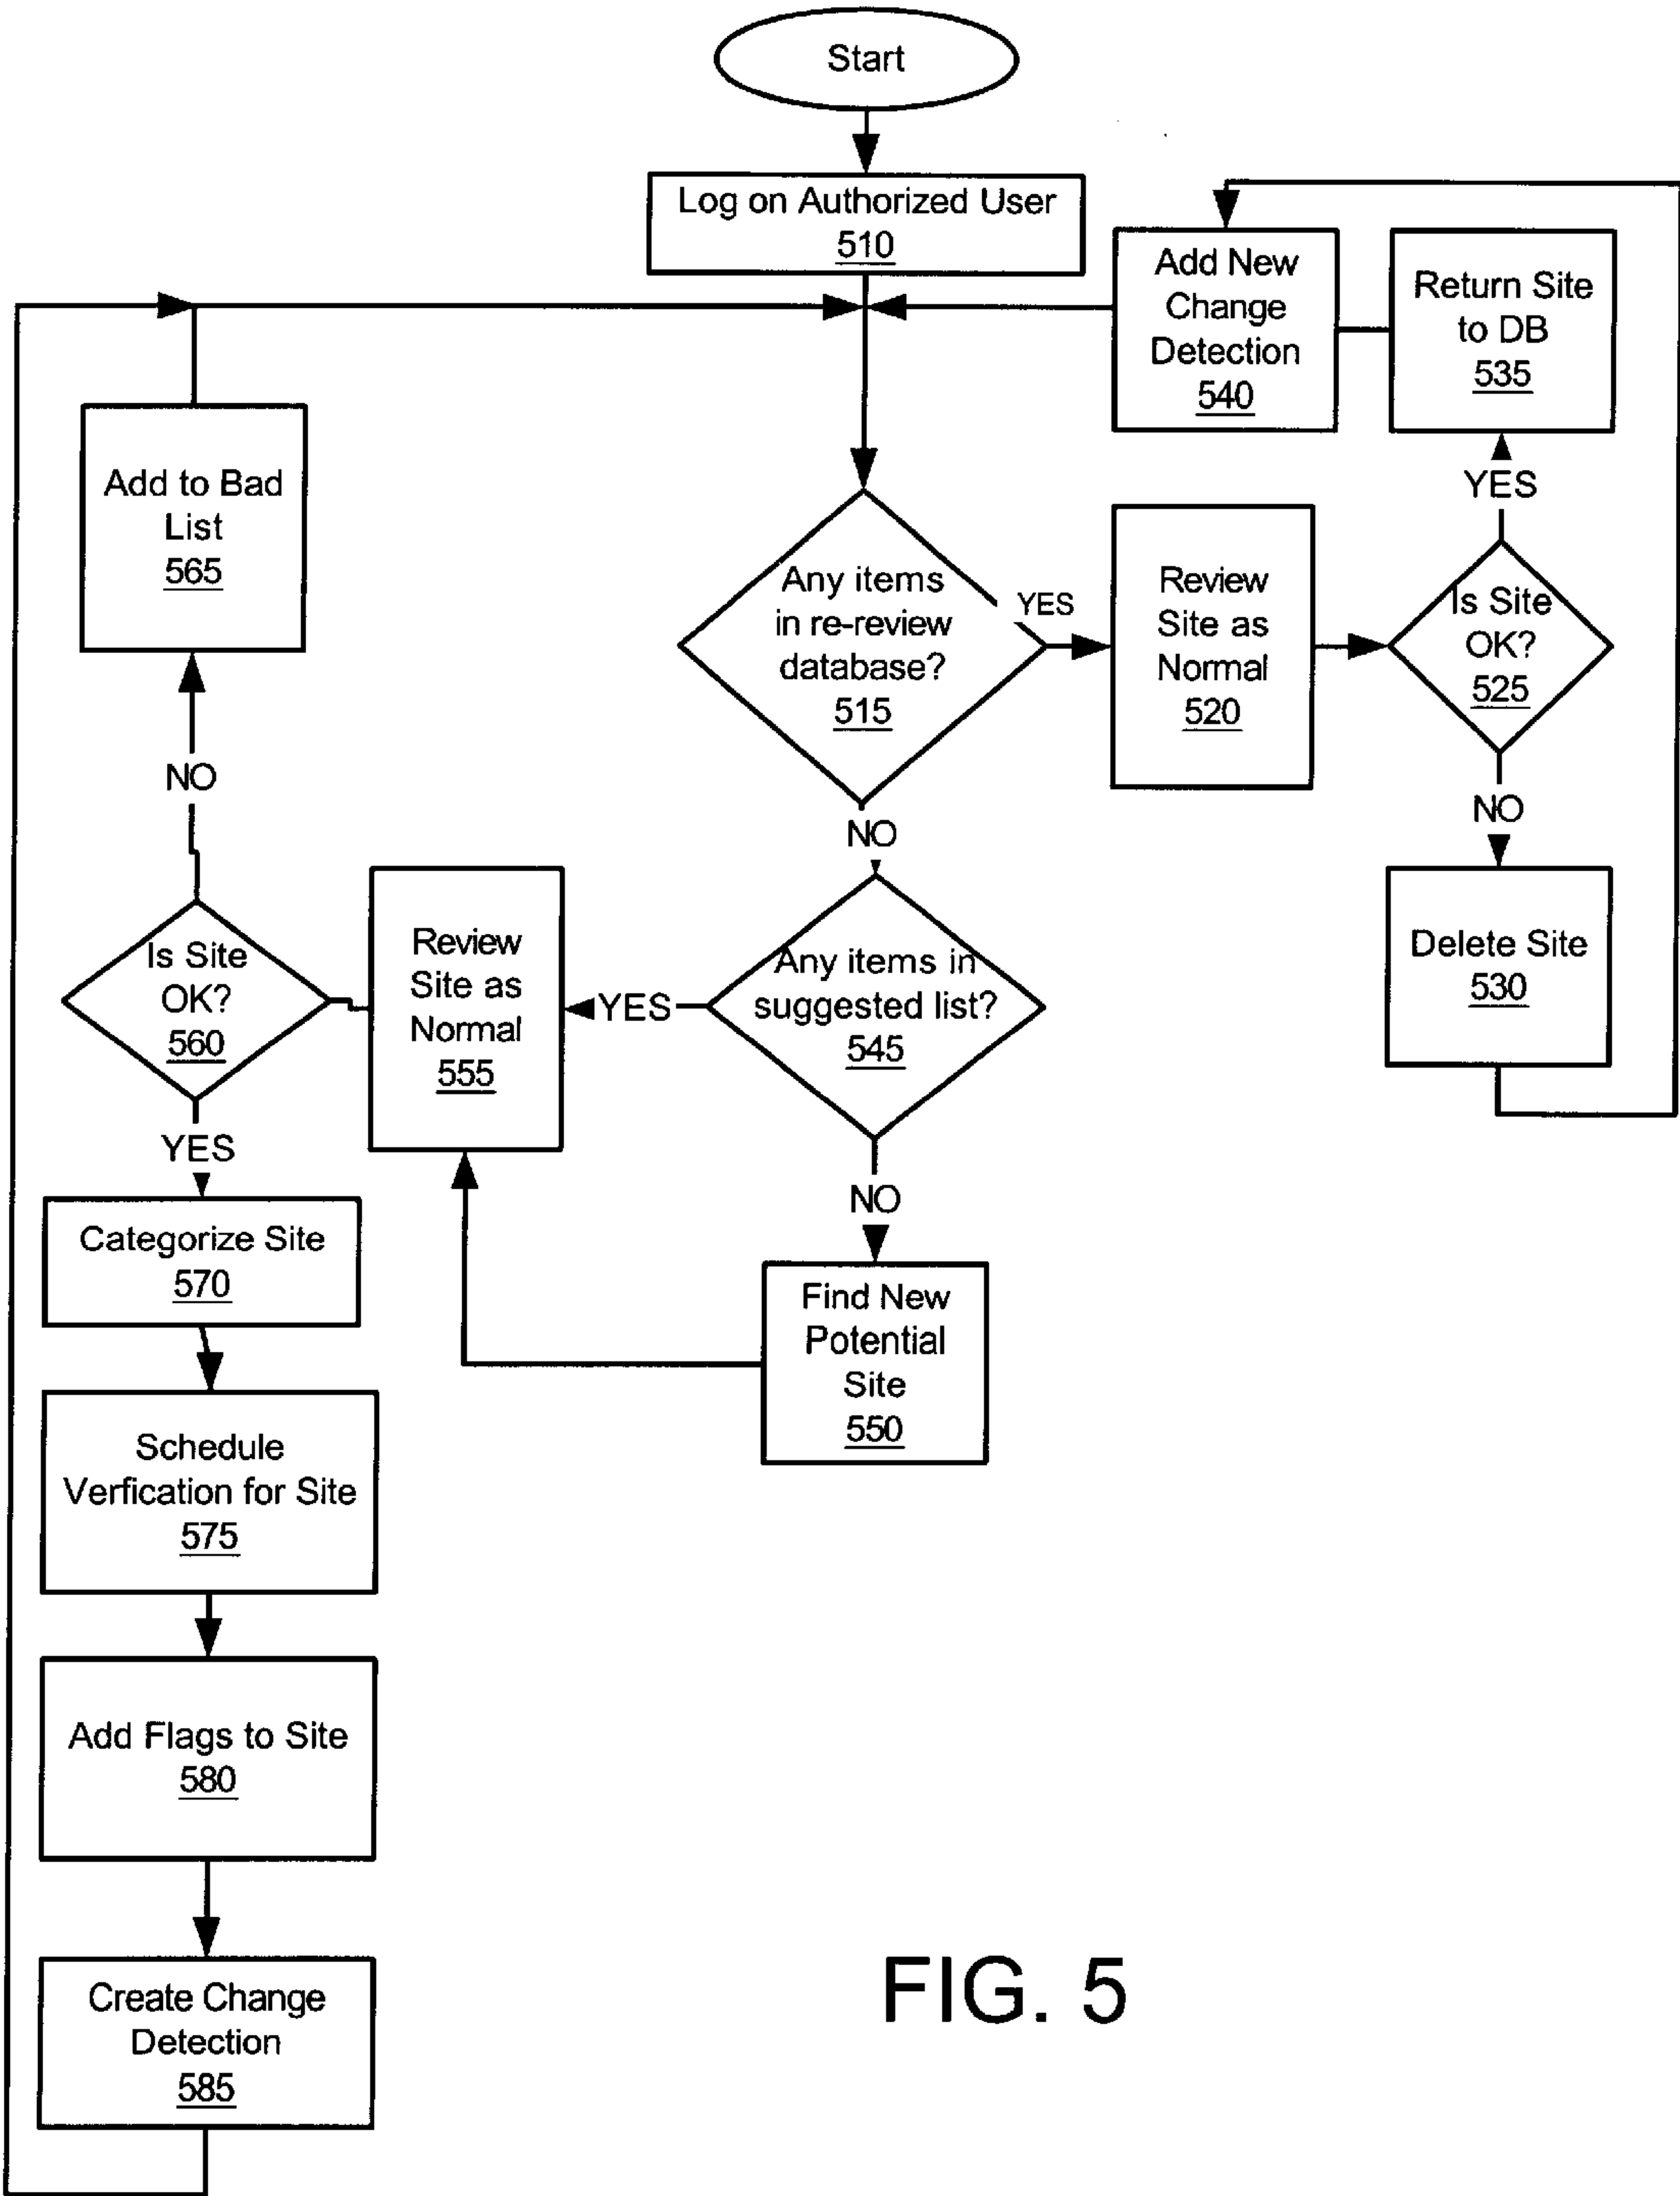 Start
Log on Authorized User
510
Add New
Change
Detection
540
Return Site
to DB
535
Add to Bad
List
565
YES
Any items
in re-review
database?
515
YES
Review
Site as
Normal
520
Is Site
OK?
525
NO
NO
NO
Delete Site
530
Is Site
OK?
560
Review
Site as
Normal
555
YES
Any items in
suggested list?
545
YES
NO
Categorize Site
570
Find New
Potential
Site
550
Schedule
Verfication for Site
575
Add Flags to Site
580
Create Change
Detection
585
FIG. 5